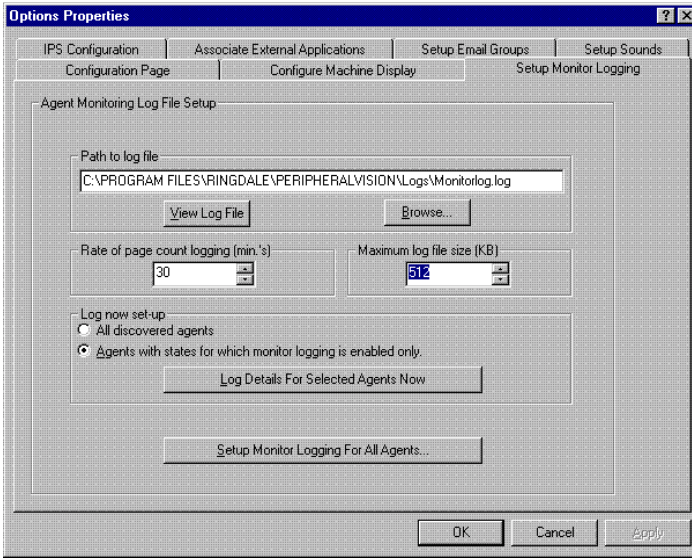 Options Properties
IPS Configuration
Associate External Applications
Setup Email Groups
Setup Sounds
Configuration Page
Configure Machine Display
Setup Monitor Logging
Agent Monitoring Log File Setup
Path to log file
C:\PROGRAM FILES\RINGDALE\PERIPHERALVISION\Logs\Monitorlog.log
View Log File
Browse...
Rate of page count logging (min.'s)
Maximum log file size (KB)
30
512
Log now set-up
All discovered agents
Agents with states for which monitor logging is enabled only.
Log Details For Selected Agents Now
Setup Monitor Logging For All Agents...
OK
Cancel
Apply